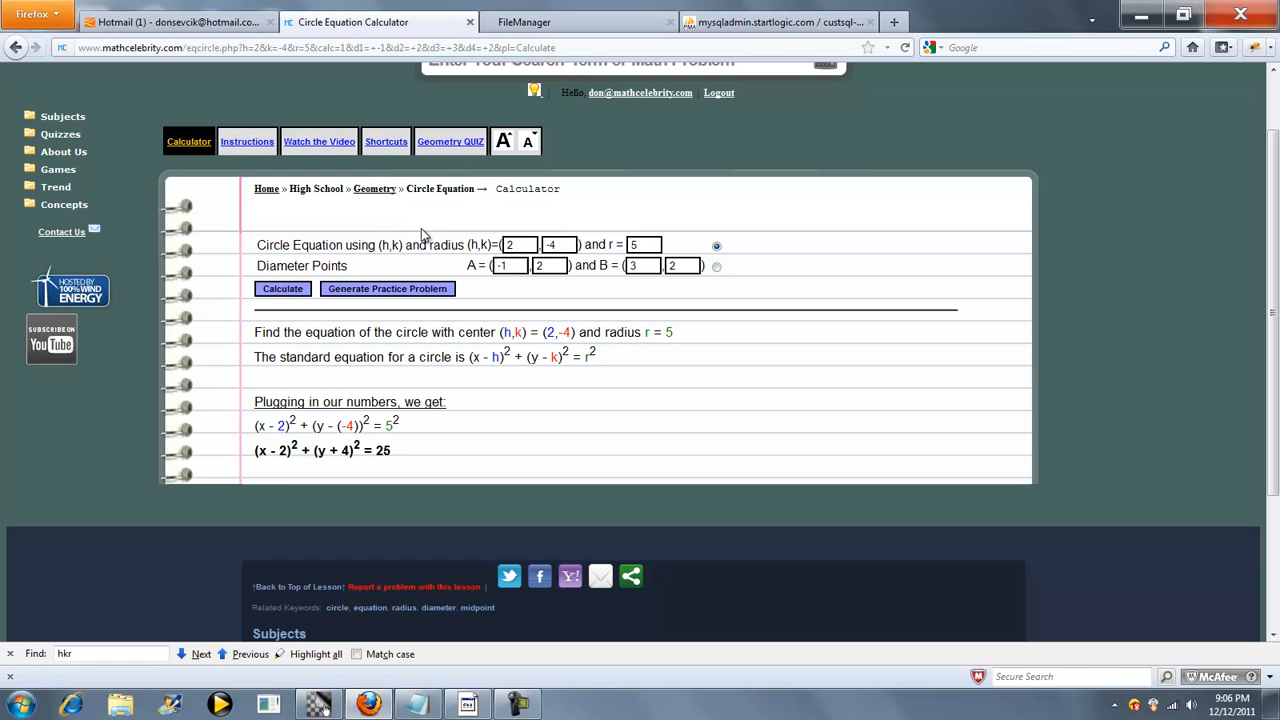 Firefox
Hotmail (1) - donsevcik@hotmail.co...
Circle Equation Calculator
FileManager
mysqladmin.startlogic.com / custsql-...
www.mathcelebrity.com/eqcircle.php?h=2&k=-4&r=5&calc=1&d1=+-1&d2=+2&d3=+3&d4=+2&pl=Calculate
Google
Enter Your Search Term or Math Problem
Hello, don@mathcelebrity.com Logout
Subjects
Quizzes
About Us
Games
Trend
Concepts
Contact Us
HOSTED BY
100% WIND
ENERGY
SUBSCRIBE ON
YouTube
Calculator
Instructions
Watch the Video
Shortcuts
Geometry QUIZ
A A
Home » High School » Geometry » Circle Equation → Calculator
Circle Equation using (h,k) and radius (h,k)=( 2 , -4 ) and r = 5
Diameter Points A = ( -1 , 2 ) and B = ( 3 , 2 )
Calculate
Generate Practice Problem
Find the equation of the circle with center (h,k) = (2,-4) and radius r = 5
The standard equation for a circle is (x - h)² + (y - k)² = r²
Plugging in our numbers, we get:
(x - 2)² + (y - (-4))² = 5²
(x - 2)² + (y + 4)² = 25
↑Back to Top of Lesson↑ Report a problem with this lesson |
Related Keywords: circle, equation, radius, diameter, midpoint
Subjects
Find: hkr
Next
Previous
Highlight all
Match case
Secure Search
McAfee
9:06 PM
12/12/2011